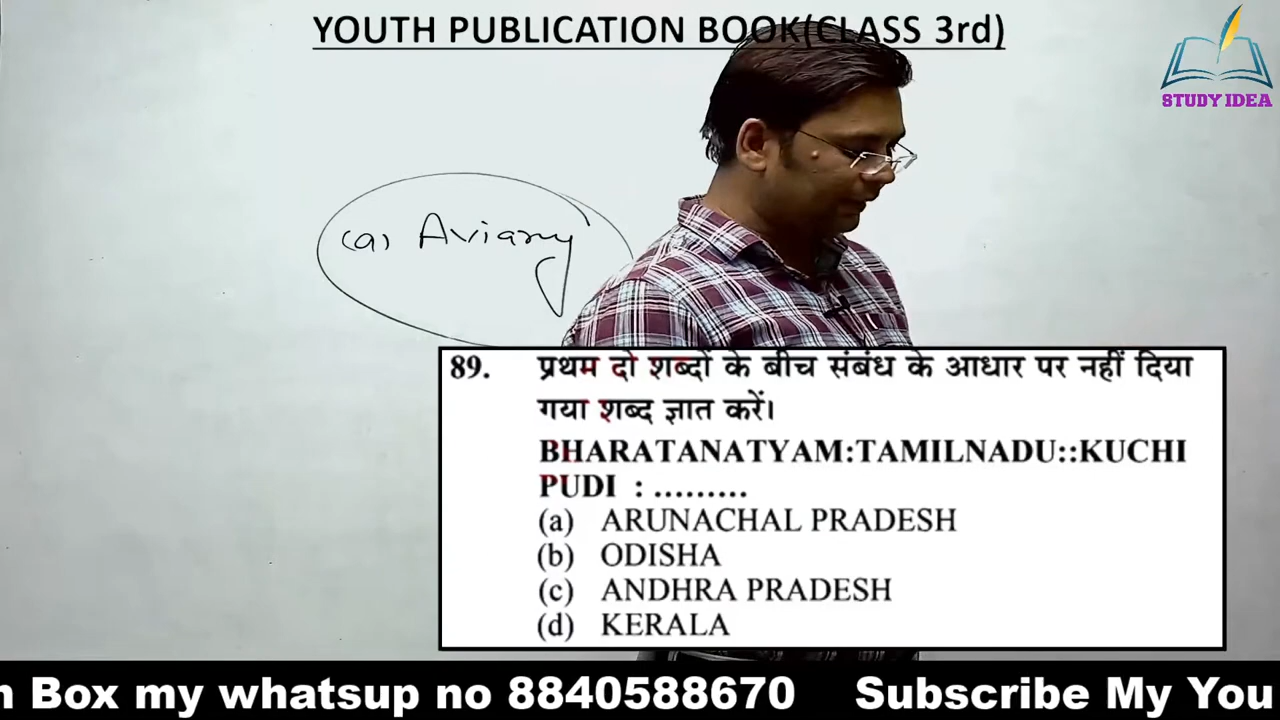 YOUTH PUBLICATION BOOK(CLASS 3rd)
STUDY IDEA
(a) Aviary
89. प्रथम दो शब्दों के बीच संबंध के आधार पर नहीं दिया
गया शब्द ज्ञात करें।
BHARATANATYAM:TAMILNADU::KUCHI
PUDI : .........
(a) ARUNACHAL PRADESH
(b) ODISHA
(c) ANDHRA PRADESH
(d) KERALA
n Box my whatsup no 8840588670 Subscribe My You